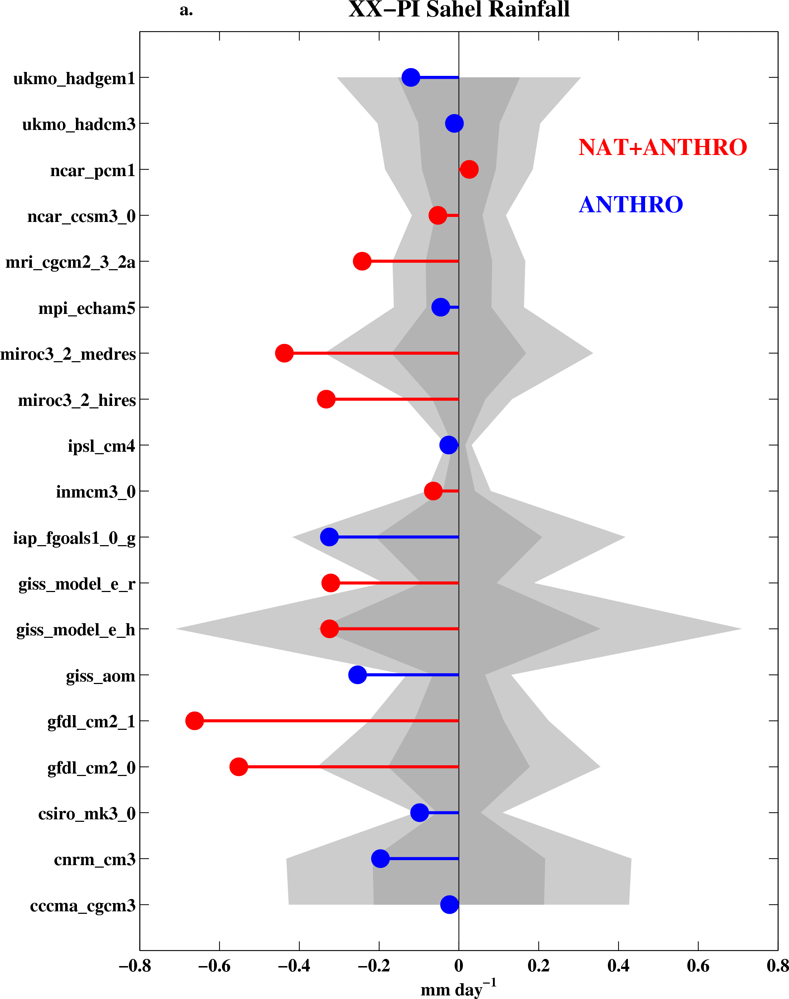 a. XX−PI Sahel Rainfall
ukmo_hadgem1
ukmo_hadcm3
NAT+ANTHRO
ncar_pcm1
ANTHRO
ncar_ccsm3_0
mri_cgcm2_3_2a
mpi_echam5
miroc3_2_medres
miroc3_2_hires
ipsl_cm4
inmcm3_0
iap_fgoals1_0_g
giss_model_e_r
giss_model_e_h
giss_aom
gfdl_cm2_1
gfdl_cm2_0
csiro_mk3_0
cnrm_cm3
cccma_cgcm3
−0.8 −0.6 −0.4 −0.2 0 0.2 0.4 0.6 0.8
mm day−1